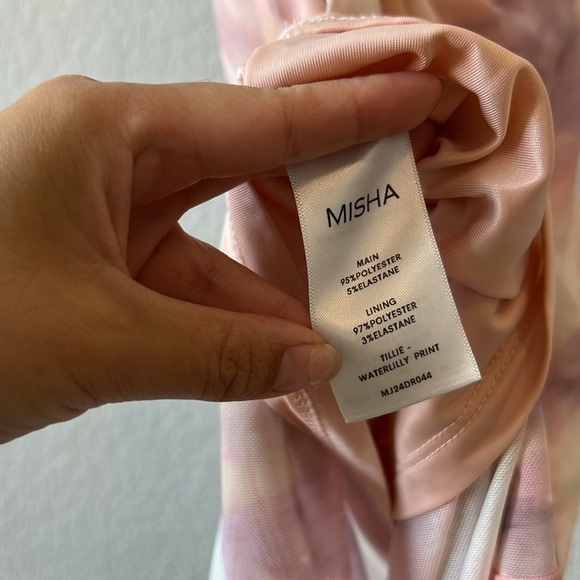 MISHA
MAIN
95%POLYESTER
5%ELASTANE
LINING
97%POLYESTER
3%ELASTANE
TILLIE -
WATERLILLY PRINT
MJ24DR044